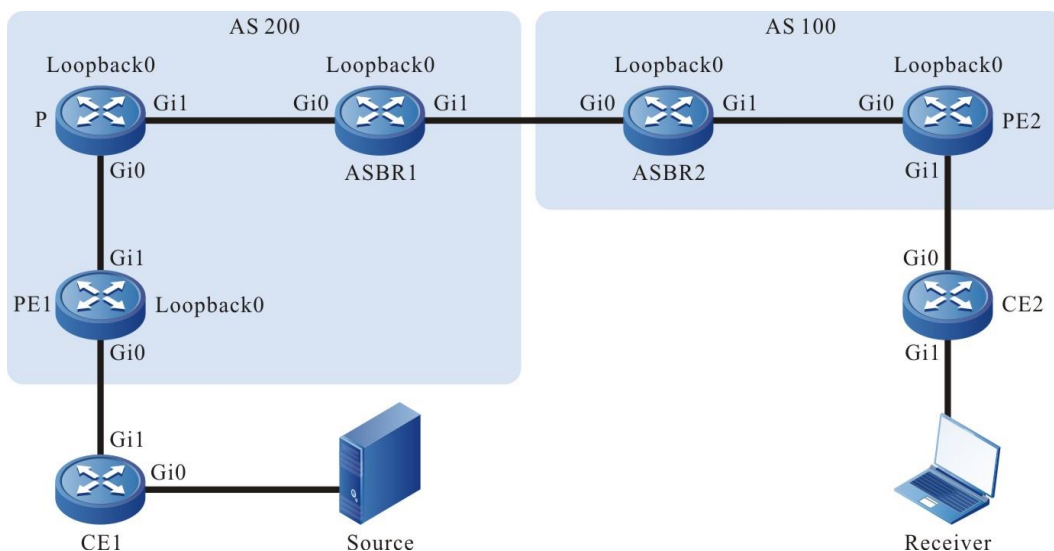 AS 200
AS 100
Loopback0
Loopback0
Loopback0
Loopback0
P
Gi1
Gi0
Gi1
Gi0
Gi1
Gi0
PE2
Gi0
ASBR1
ASBR2
Gi1
Gi1
Gi0
PE1
Loopback0
CE2
Gi0
Gi1
Gi1
Gi0
CE1
Source
Receiver